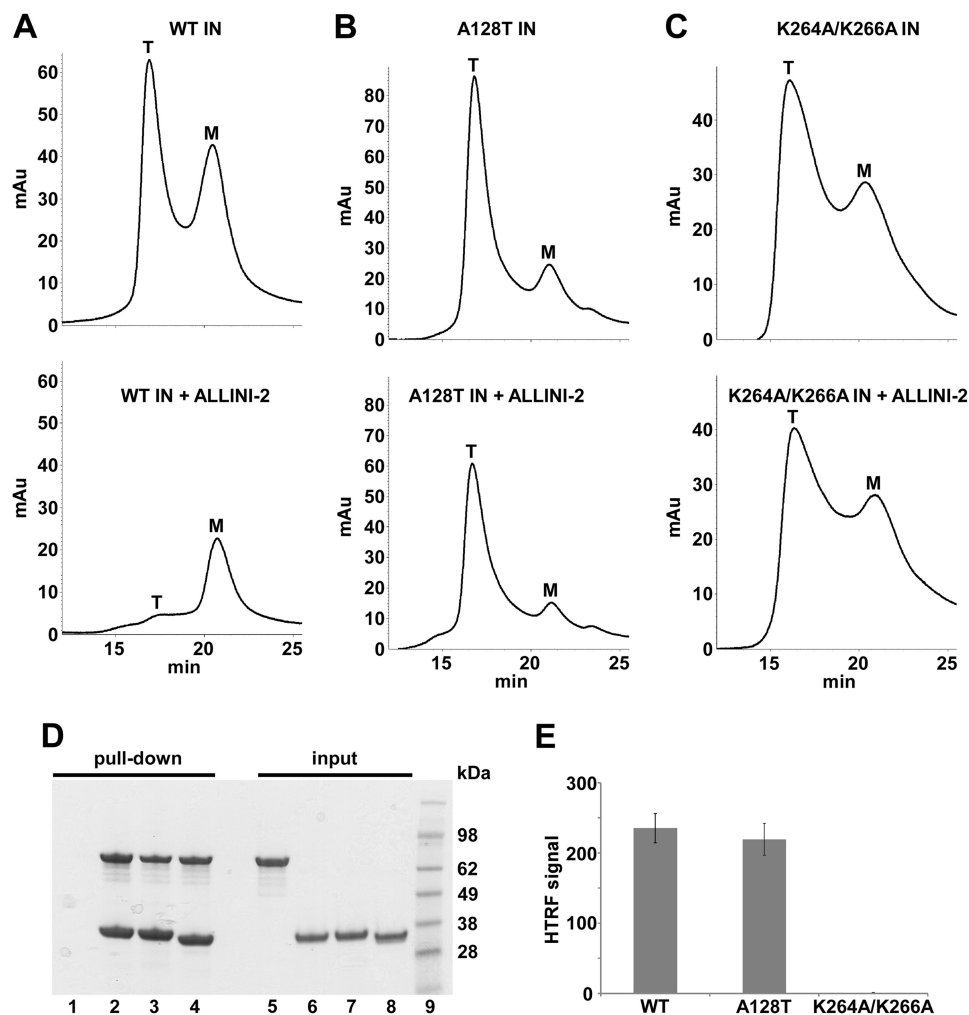 A
WT IN
B
A128T IN
C
K264A/K266A IN
T
M
60
50
40
30
20
10
0
mAu
T
M
80
70
60
50
40
30
20
10
0
mAu
T
M
40
30
20
10
0
mAu
WT IN + ALLINI-2
T
M
60
50
40
30
20
10
0
mAu
15
20
25
min
A128T IN + ALLINI-2
T
M
80
70
60
50
40
30
20
10
0
mAu
15
20
25
min
K264A/K266A IN + ALLINI-2
T
M
40
30
20
10
0
mAu
15
20
25
min
D
pull-down
input
kDa
98
62
49
38
28
1 2 3 4 5 6 7 8 9
E
300
200
100
0
HTRF signal
WT
A128T
K264A/K266A